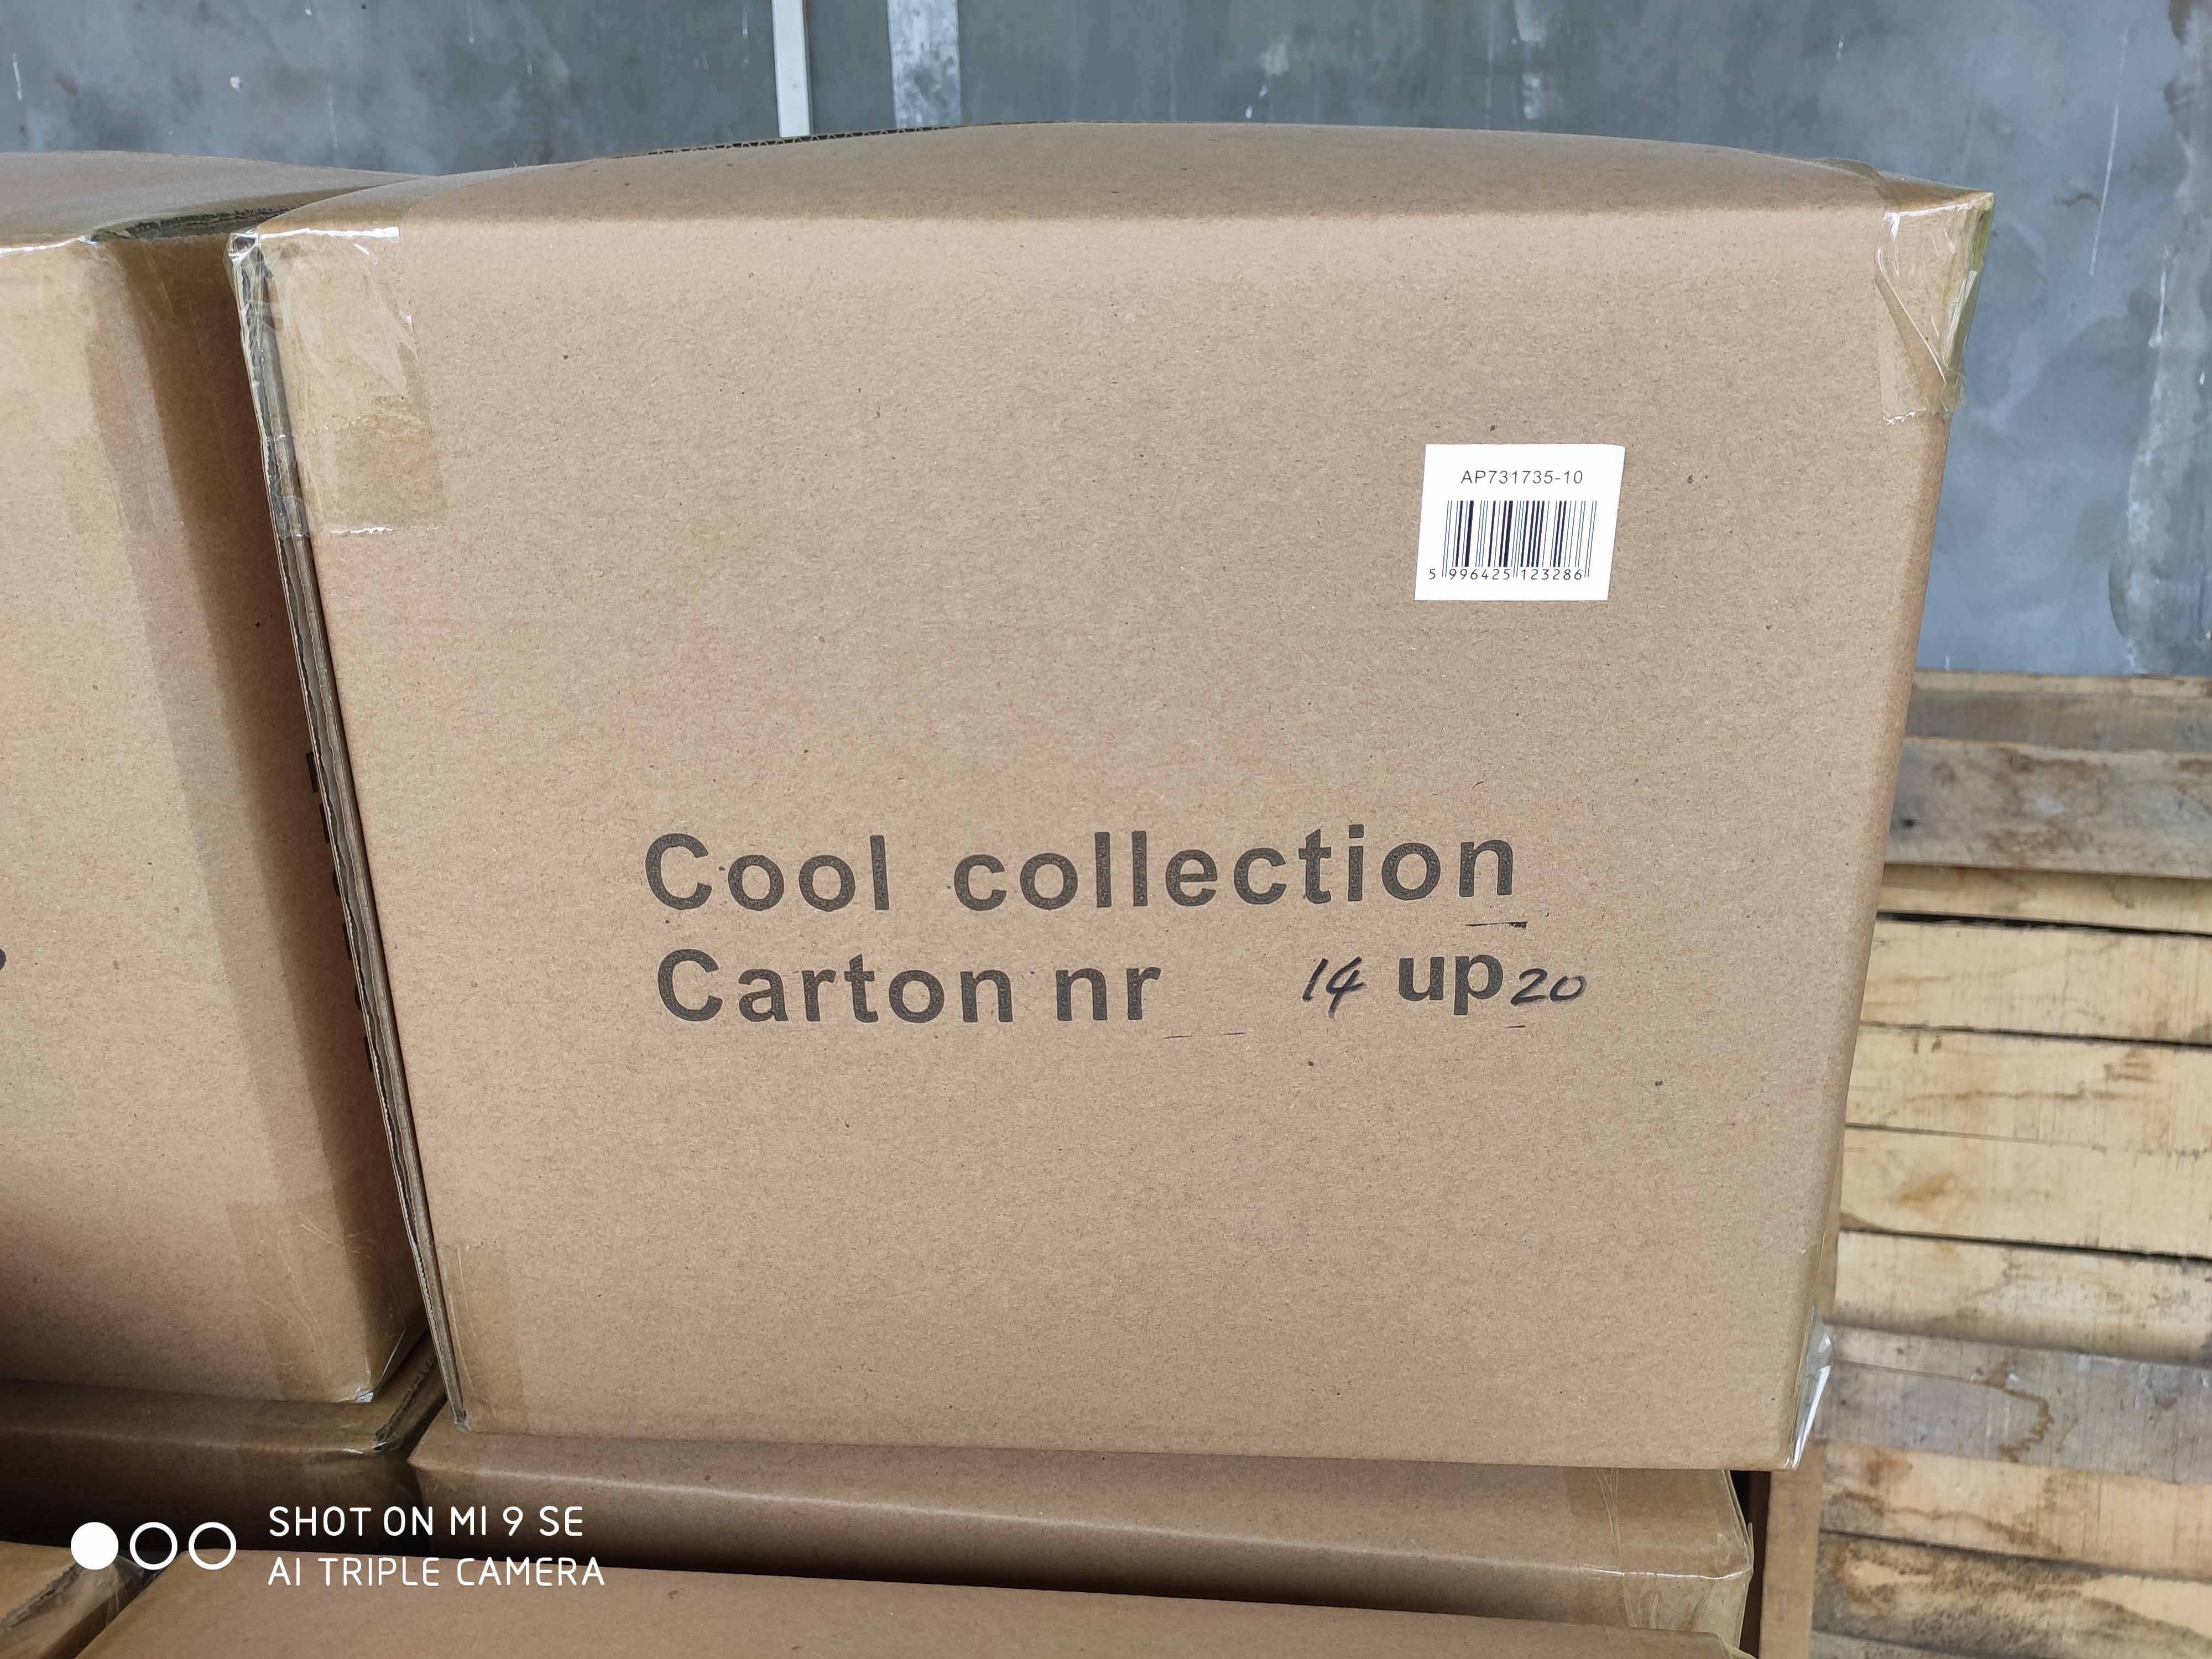 AP731735-10
5 996425 123286
Cool collection
Carton nr 14 up 20
SHOT ON MI 9 SE
AI TRIPLE CAMERA